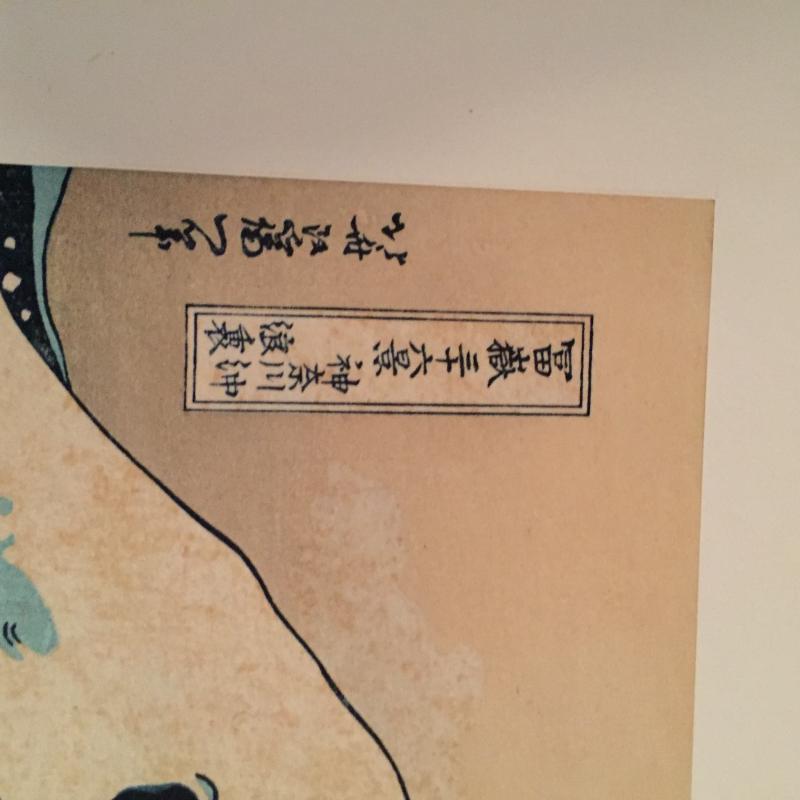 冨嶽三十六景
神奈川沖
浪裏
北斎改為一筆